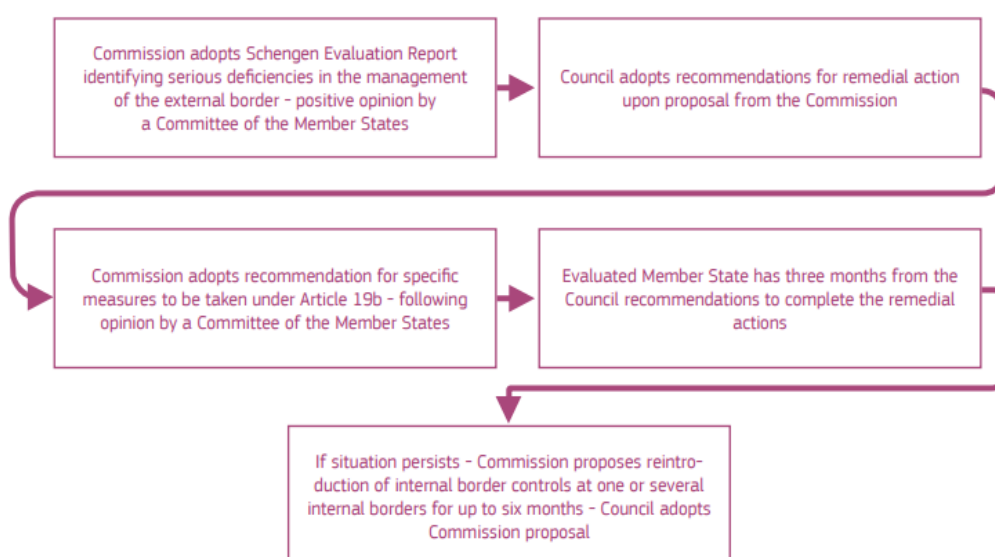 Commission adopts Schengen Evaluation Report
identifying serious deficiencies in the management
of the external border - positive opinion by
a Committee of the Member States
Council adopts recommendations for remedial action
upon proposal from the Commission
Commission adopts recommendation for specific
measures to be taken under Article 19b - following
opinion by a Committee of the Member States
Evaluated Member State has three months from the
Council recommendations to complete the remedial
actions
If situation persists - Commission proposes reintro-
duction of internal border controls at one or several
internal borders for up to six months - Council adopts
Commission proposal